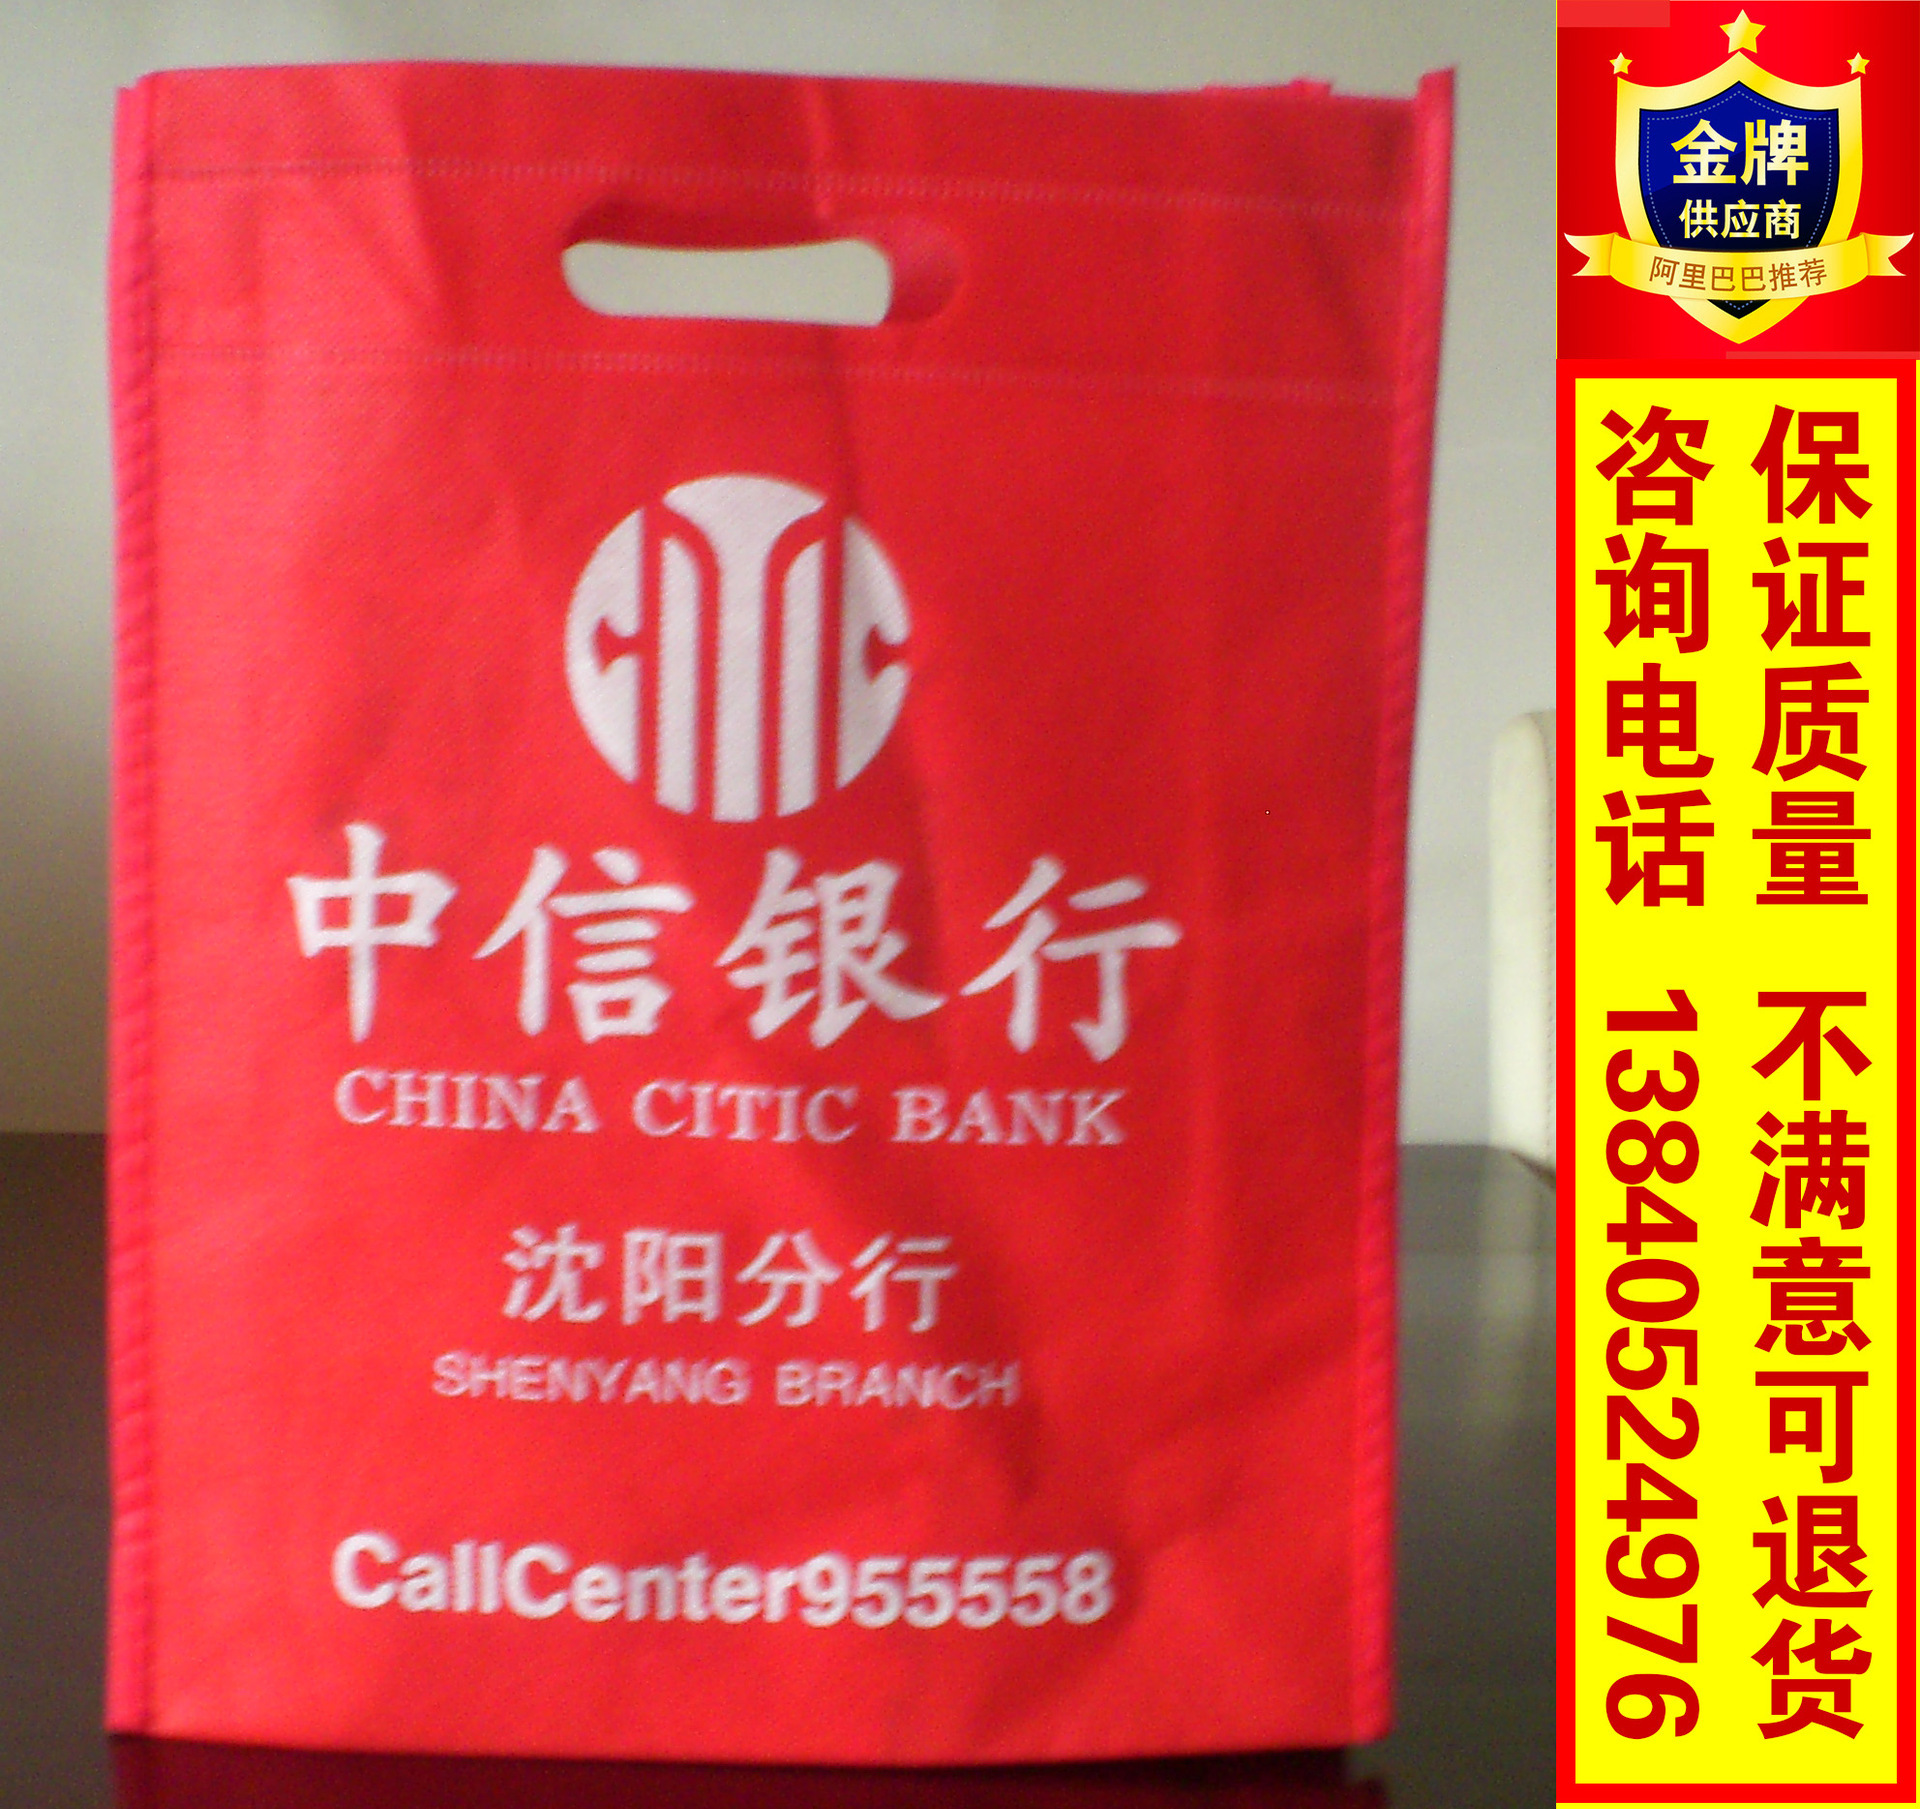 CITIC
中信银行
CHINA CITIC BANK
沈阳分行
SHENYANG BRANCH
CallCenter955558
金牌
供应商
阿里巴巴推荐
保证质量 不满意可退货
咨询电话 13840524976